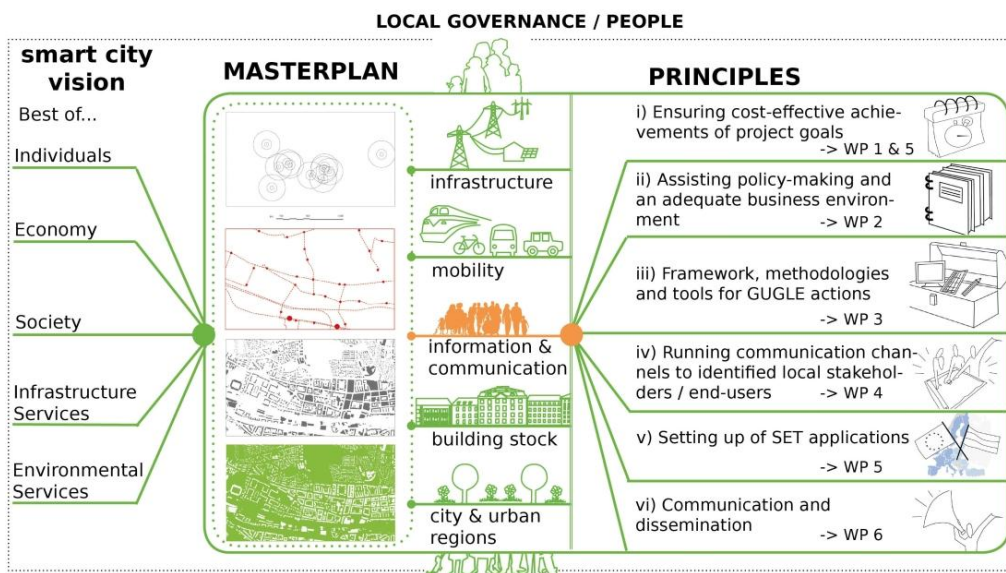 LOCAL GOVERNANCE / PEOPLE
smart city
vision
Best of...
Individuals
Economy
Society
Infrastructure
Services
Environmental
Services
MASTERPLAN
infrastructure
mobility
information &
communication
building stock
city & urban
regions
PRINCIPLES
i) Ensuring cost-effective achie-
vements of project goals
-> WP 1 & 5
ii) Assisting policy-making and
an adequate business environ-
ment -> WP 2
iii) Framework, methodologies
and tools for GUGLE actions
-> WP 3
iv) Running communication chan-
nels to identified local stakehol-
ders / end-users -> WP 4
v) Setting up of SET applications
-> WP 5
vi) Communication and
dissemination
-> WP 6